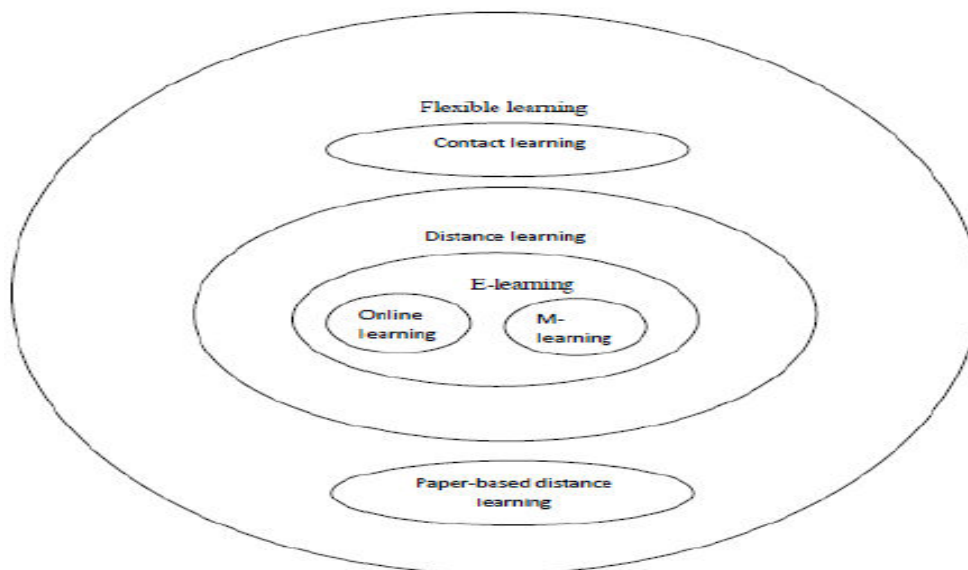 Flexible learning
Contact learning
Distance learning
E-learning
Online
learning
M-
learning
Paper-based distance
learning